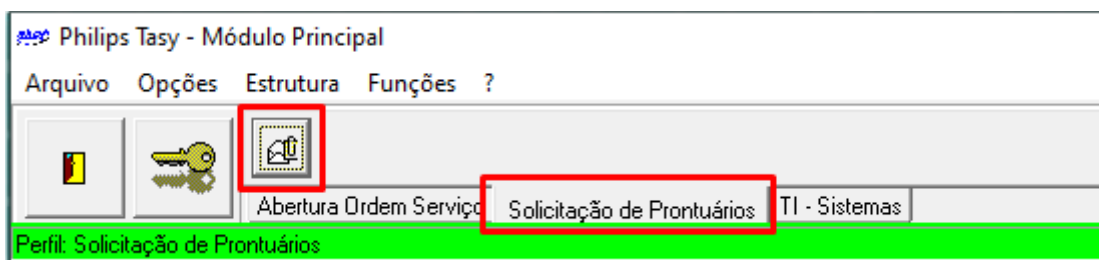 Philips Tasy - Módulo Principal
Arquivo Opções Estrutura Funções ?
Abertura Ordem Serviço Solicitação de Prontuários TI - Sistemas
Perfil: Solicitação de Prontuários